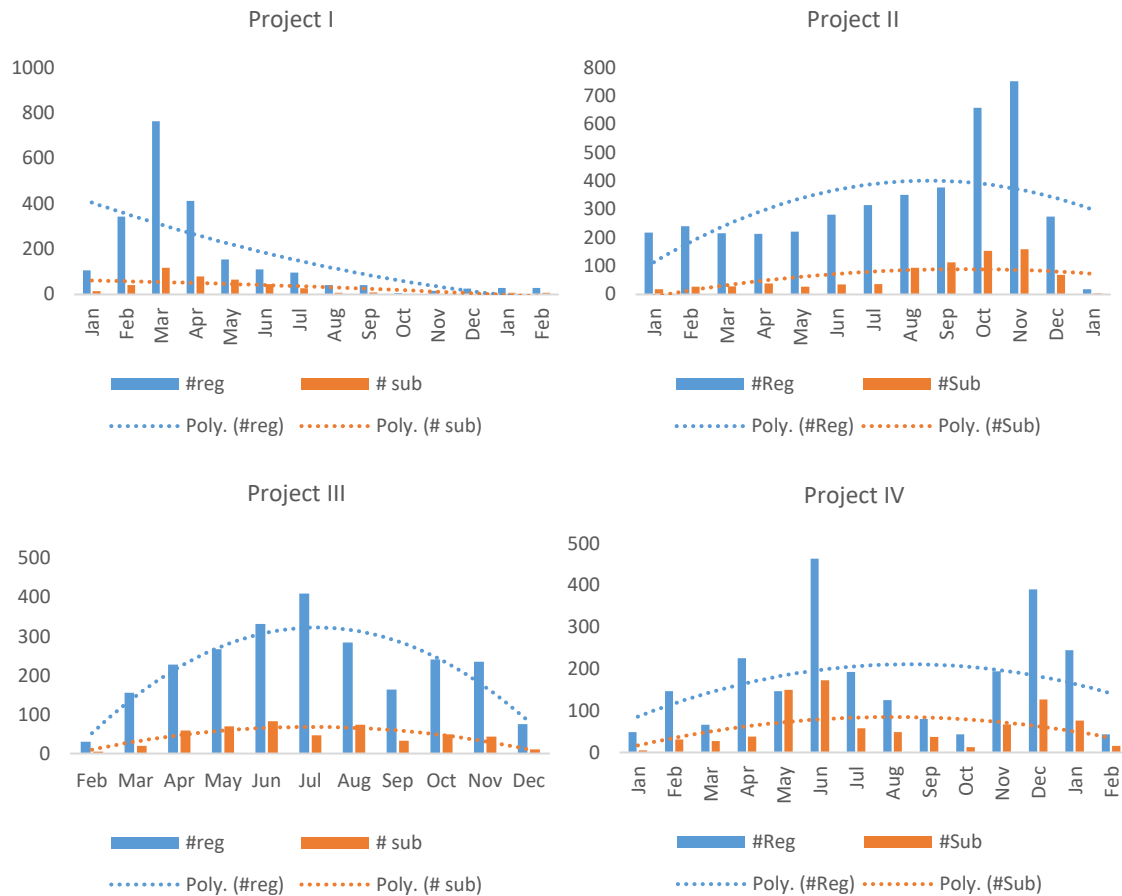 Project I
1000
800
600
400
200
0
Jan Feb Mar Apr May Jun Jul Aug Sep Oct Nov Dec Jan Feb
#reg # sub
Poly. (#reg) Poly. (# sub)
Project II
800
700
600
500
400
300
200
100
0
Jan Feb Mar Apr May Jun Jul Aug Sep Oct Nov Dec Jan
#Reg #Sub
Poly. (#Reg) Poly. (#Sub)
Project III
500
400
300
200
100
0
Feb Mar Apr May Jun Jul Aug Sep Oct Nov Dec
#reg # sub
Poly. (#reg) Poly. (# sub)
Project IV
500
400
300
200
100
0
Jan Feb Mar Apr May Jun Jul Aug Sep Oct Nov Dec Jan Feb
#Reg #Sub
Poly. (#Reg) Poly. (#Sub)